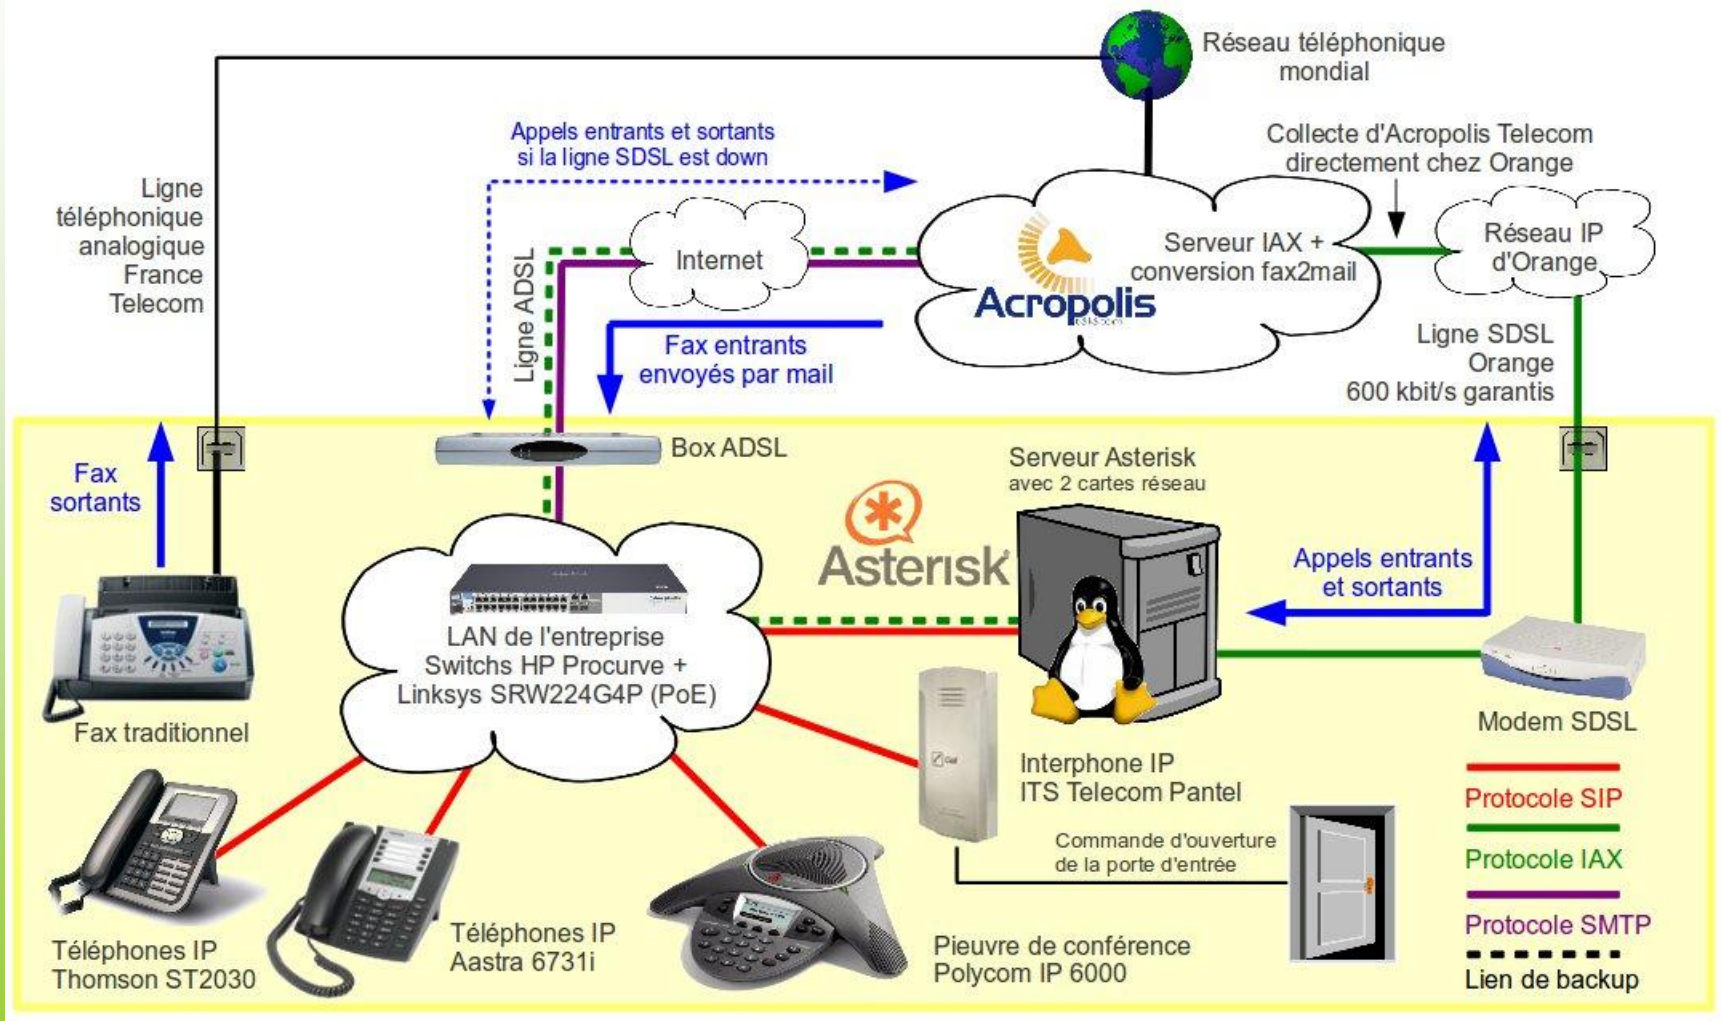 Réseau téléphonique
mondial
Appels entrants et sortants
si la ligne SDSL est down
Collecte d'Acropolis Telecom
directement chez Orange
Ligne
téléphonique
analogique
France
Telecom
Ligne ADSL
Internet
Acropolis
Serveur IAX +
conversion fax2mail
Réseau IP
d'Orange
Fax entrants
envoyés par mail
Ligne SDSL
Orange
600 kbit/s garantis
Fax
sortants
Box ADSL
Serveur Asterisk
avec 2 cartes réseau
Asterisk
Appels entrants
et sortants
LAN de l'entreprise
Switchs HP Procurve +
Linksys SRW224G4P (PoE)
Fax traditionnel
Modem SDSL
Interphone IP
ITS Telecom Pantel
Call
Commande d'ouverture
de la porte d'entrée
Téléphones IP
Thomson ST2030
Téléphones IP
Aastra 6731i
Pieuvre de conférence
Polycom IP 6000
Protocole SIP
Protocole IAX
Protocole SMTP
Lien de backup